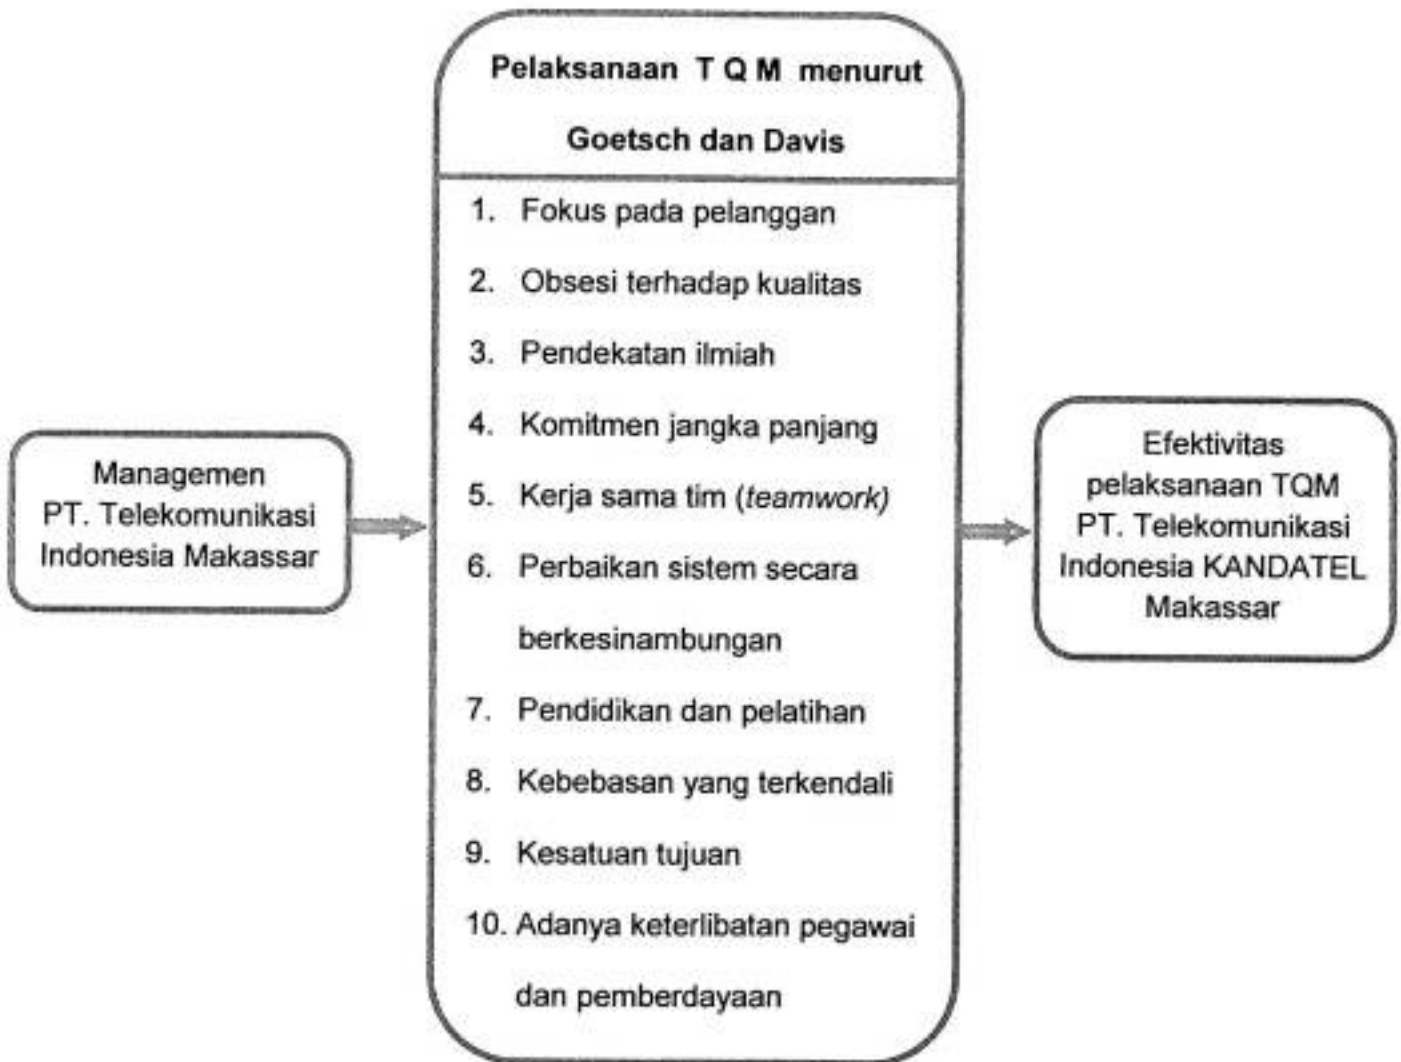 Pelaksanaan T Q M menurut
Goetsch dan Davis
1. Fokus pada pelanggan
2. Obsesi terhadap kualitas
3. Pendekatan ilmiah
4. Komitmen jangka panjang
5. Kerja sama tim (teamwork)
6. Perbaikan sistem secara
berkesinambungan
7. Pendidikan dan pelatihan
8. Kebebasan yang terkendali
9. Kesatuan tujuan
10. Adanya keterlibatan pegawai
dan pemberdayaan
Managemen
PT. Telekomunikasi
Indonesia Makassar
Efektivitas
pelaksanaan TQM
PT. Telekomunikasi
Indonesia KANDATEL
Makassar